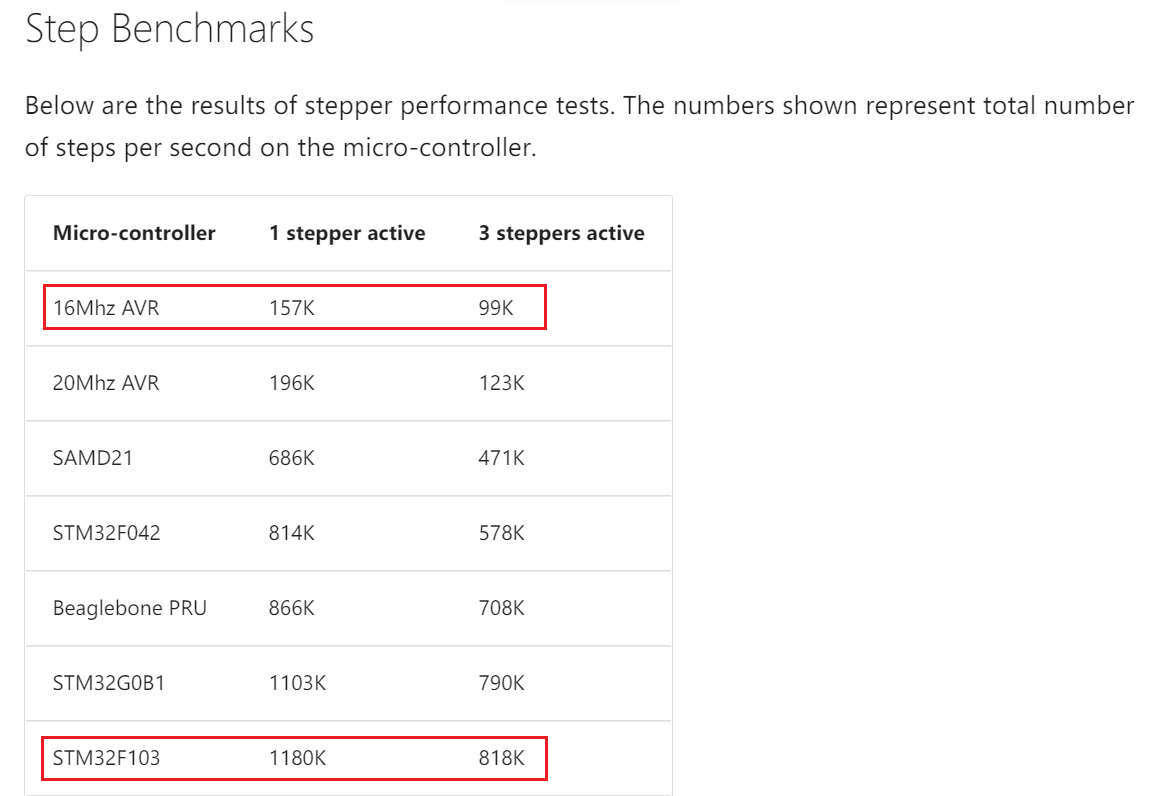 Step Benchmarks
Below are the results of stepper performance tests. The numbers shown represent total number
of steps per second on the micro-controller.
Micro-controller 1 stepper active 3 steppers active
16Mhz AVR 157K 99K
20Mhz AVR 196K 123K
SAMD21 686K 471K
STM32F042 814K 578K
Beaglebone PRU 866K 708K
STM32G0B1 1103K 790K
STM32F103 1180K 818K